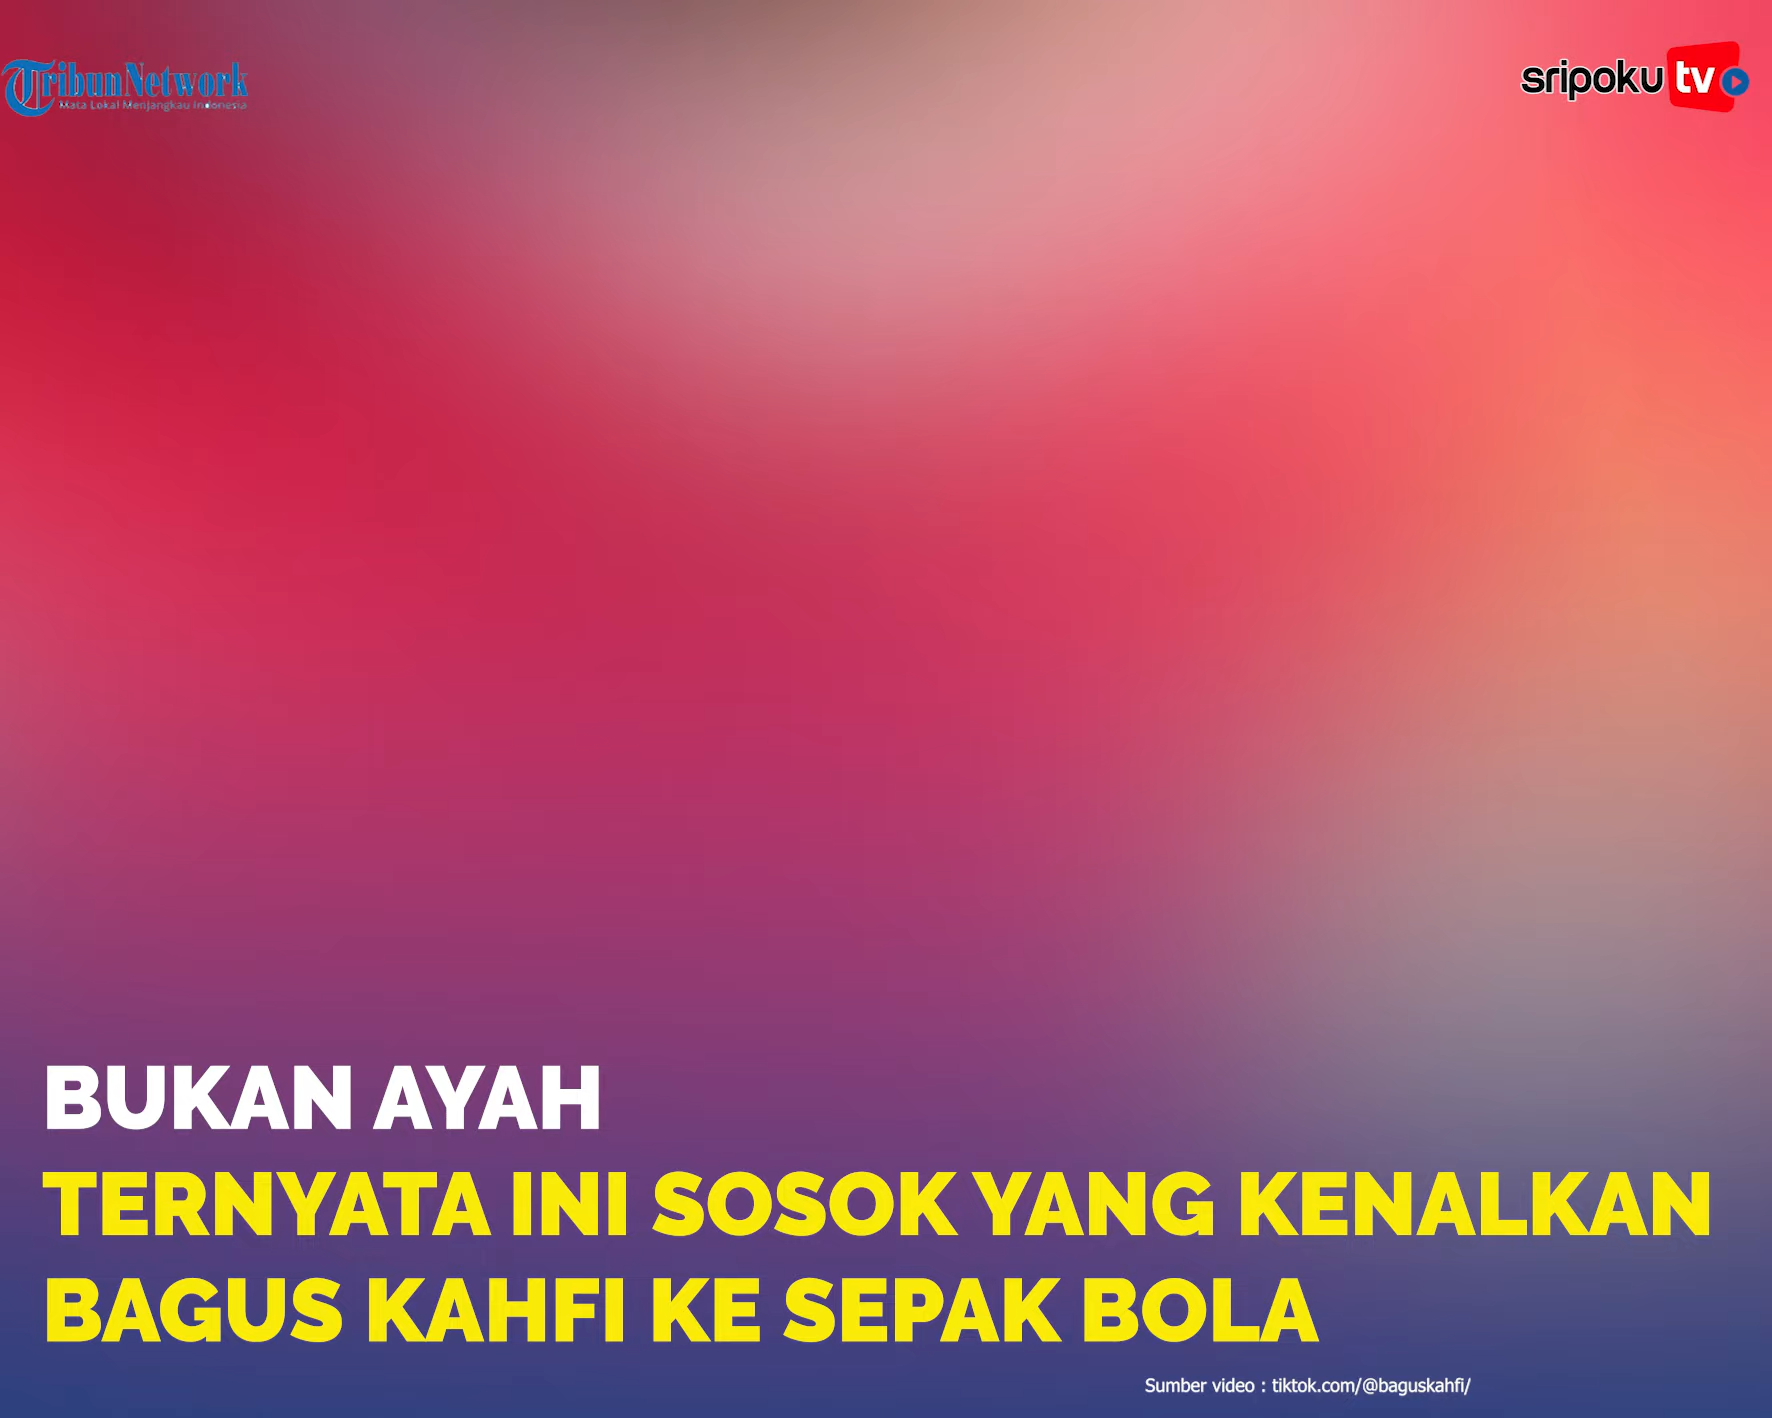 TribunNetwork
Mata Lokal Menjangkau Indonesia
sripoku tv
BUKAN AYAH
TERNYATA INI SOSOK YANG KENALKAN
BAGUS KAHFI KE SEPAK BOLA
Sumber video : tiktok.com/@baguskahfi/